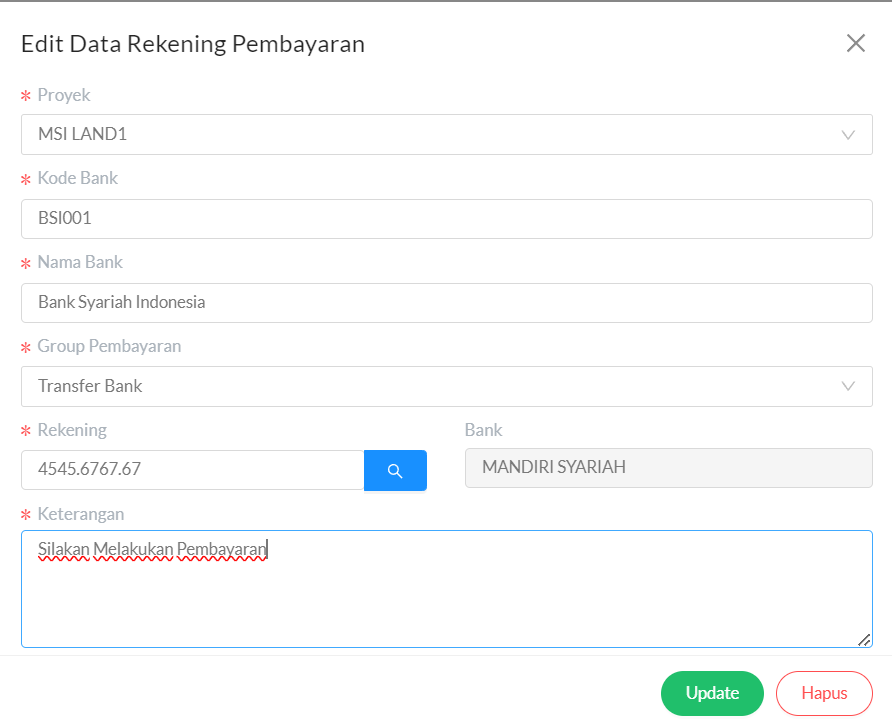 Edit Data Rekening Pembayaran
* Proyek
MSI LAND1
* Kode Bank
BSI001
* Nama Bank
Bank Syariah Indonesia
* Group Pembayaran
Transfer Bank
* Rekening
Bank
4545.6767.67
MANDIRI SYARIAH
* Keterangan
Silakan Melakukan Pembayaran
Update
Hapus